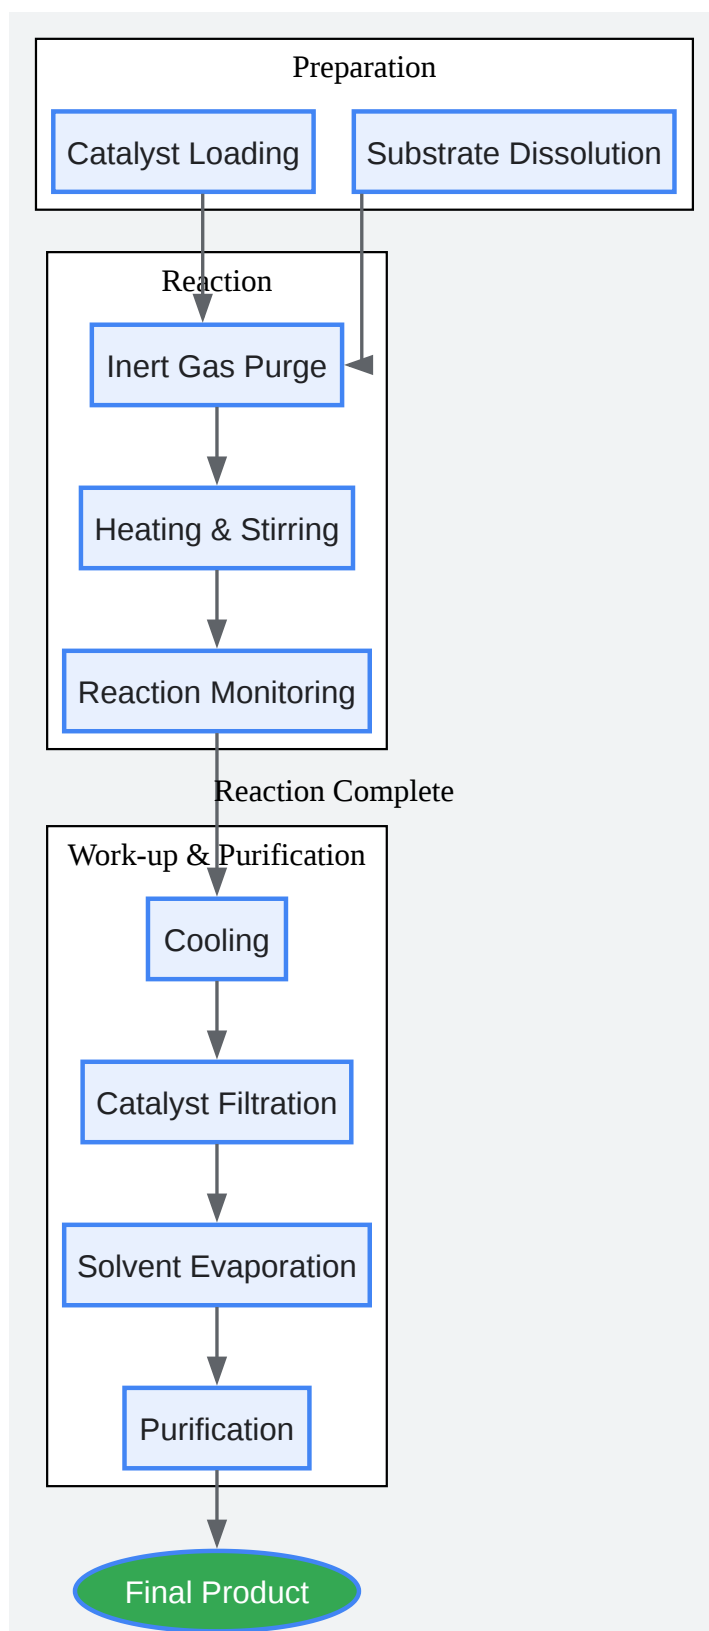 Preparation
Catalyst Loading
Substrate Dissolution
Reaction
Inert Gas Purge
Heating & Stirring
Reaction Monitoring
Reaction Complete
Work-up & Purification
Cooling
Catalyst Filtration
Solvent Evaporation
Purification
Final Product